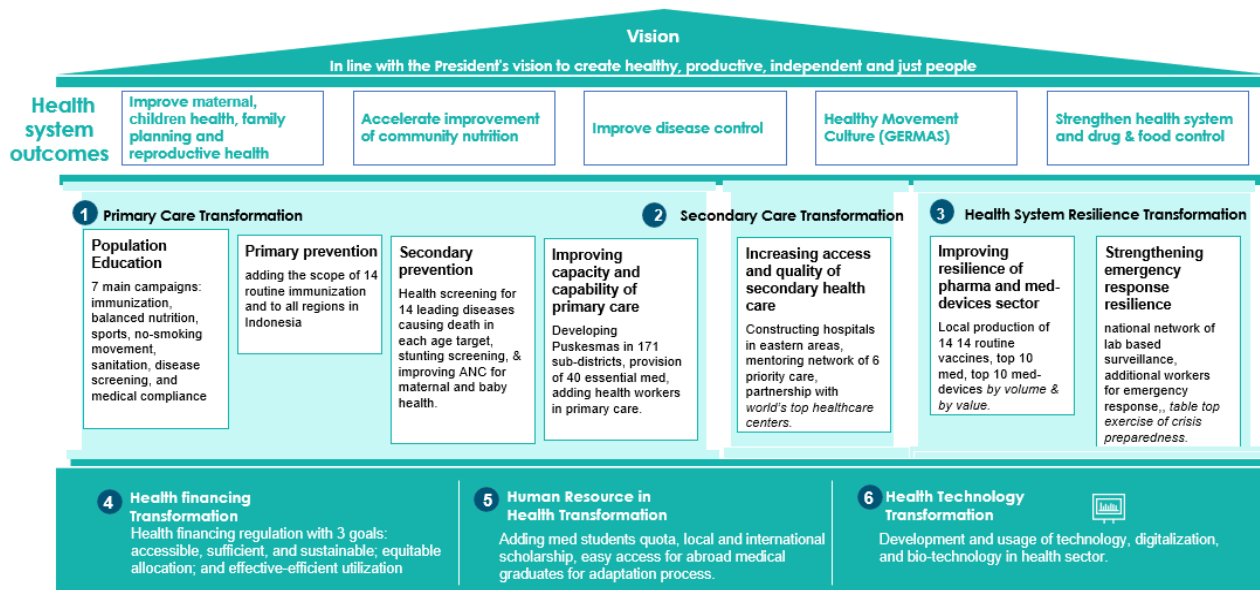 Vision
In line with the President's vision to create healthy, productive, independent and just people
Health
system
outcomes
Improve maternal,
children health, family
planning and
reproductive health
Accelerate improvement
of community nutrition
Improve disease control
Healthy Movement
Culture (GERMAS)
Strengthen health system
and drug & food control
1 Primary Care Transformation
Population
Education
7 main campaigns:
immunization,
balanced nutrition,
sports, no-smoking
movement,
sanitation, disease
screening, and
medical compliance
Primary prevention
adding the scope of 14
routine immunization
and to all regions in
Indonesia
Secondary
prevention
Health screening for
14 leading diseases
causing death in
each age target,
stunting screening, &
improving ANC for
maternal and baby
health.
Improving
capacity and
capability of
primary care
Developing
Puskesmas in 171
sub-districts, provision
of 40 essential med,
adding health workers
in primary care.
2 Secondary Care Transformation
Increasing access
and quality of
secondary health
care
Constructing hospitals
in eastern areas,
mentoring network of 6
priority care,
partnership with
world's top healthcare
centers.
3 Health System Resilience Transformation
Improving
resilience of
pharma and med-
devices sector
Local production of
14 14 routine
vaccines, top 10
med, top 10 med-
devices by volume &
by value.
Strengthening
emergency
response
resilience
national network of
lab based
surveillance,
additional workers
for emergency
response,, table top
exercise of crisis
preparedness.
4 Health financing
Transformation
Health financing regulation with 3 goals:
accessible, sufficient, and sustainable; equitable
allocation; and effective-efficient utilization
5 Human Resource in
Health Transformation
Adding med students quota, local and international
scholarship, easy access for abroad medical
graduates for adaptation process.
6 Health Technology
Transformation
Development and usage of technology, digitalization,
and bio-technology in health sector.